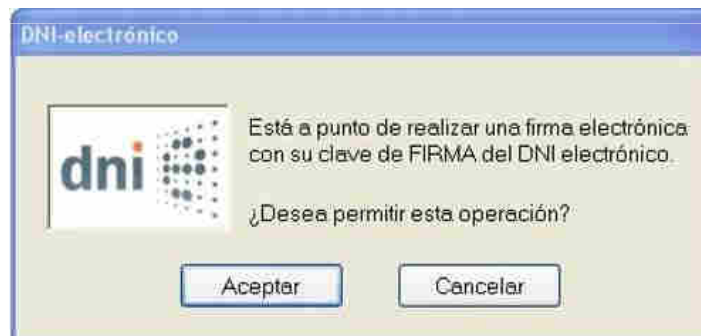 DNI-electrónico
dni
Está a punto de realizar una firma electrónica
con su clave de FIRMA del DNI electrónico.
¿Desea permitir esta operación?
Aceptar
Cancelar